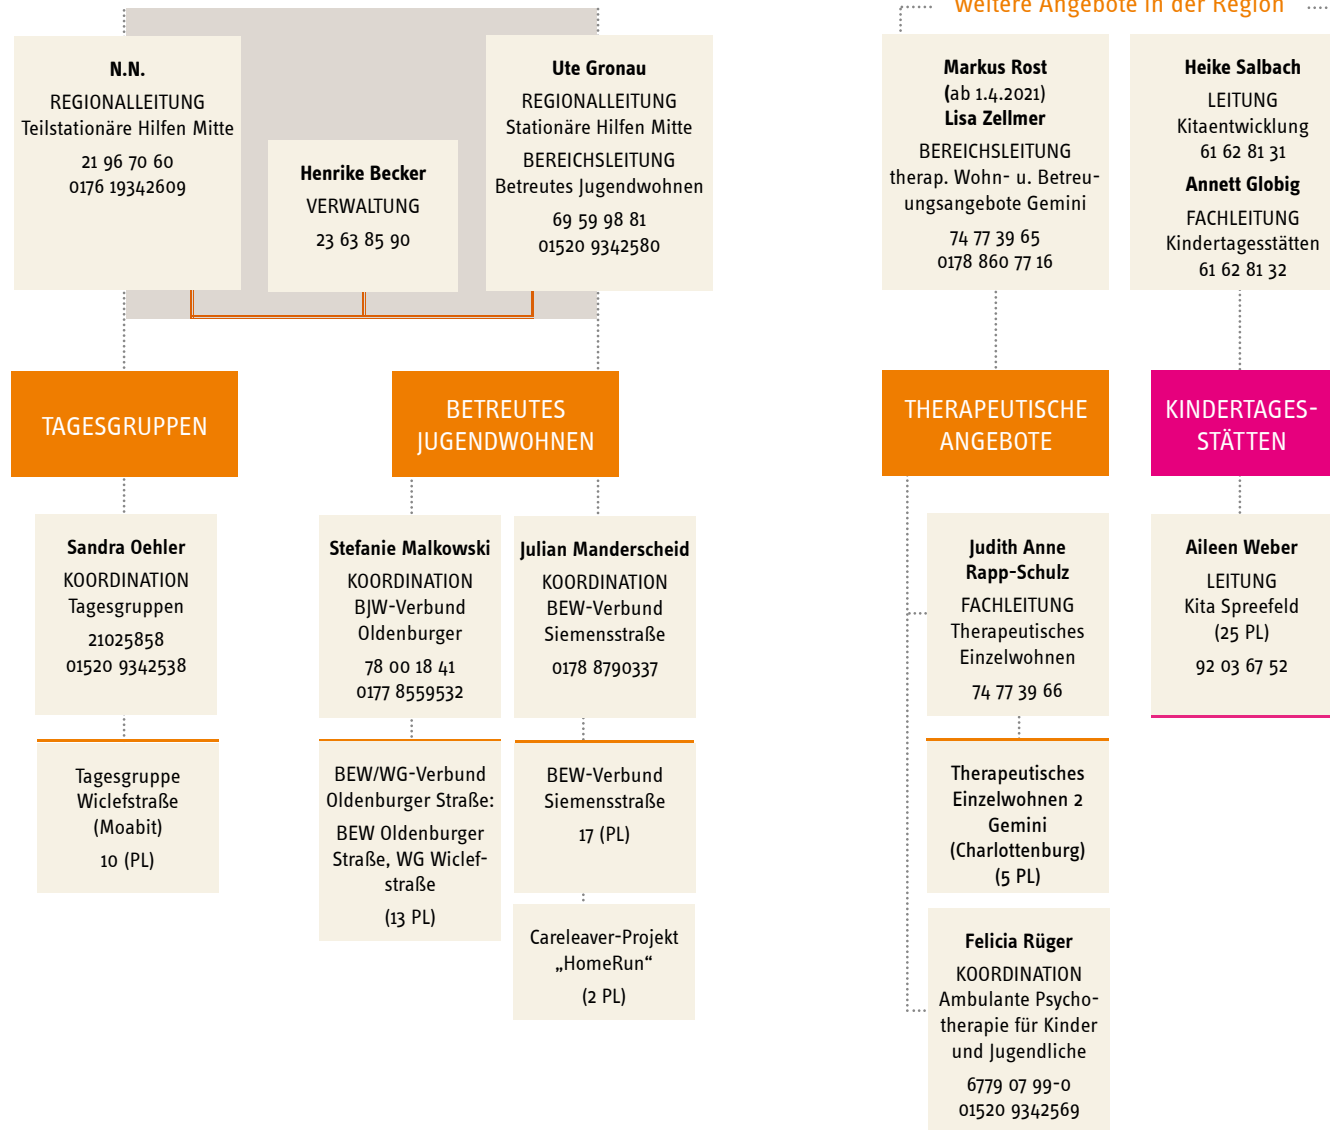 N.N.
REGIONALLEITUNG
Teilstationäre Hilfen Mitte
21 96 70 60
0176 19342609
Henrike Becker
VERWALTUNG
23 63 85 90
Ute Gronau
REGIONALLEITUNG
Stationäre Hilfen Mitte
BEREICHSLEITUNG
Betreutes Jugendwohnen
69 59 98 81
01520 9342580
TAGESGRUPPEN
Sandra Oehler
KOORDINATION
Tagesgruppen
21025858
01520 9342538
Tagesgruppe
Wiclefstraße
(Moabit)
10 (PL)
BETREUTES
JUGENDWOHNEN
Stefanie Malkowski
KOORDINATION
BJW-Verbund
Oldenburger
78 00 18 41
0177 8559532
BEW/WG-Verbund
Oldenburger Straße:
BEW Oldenburger
Straße, WG Wiclef-
straße
(13 PL)
Julian Manderscheid
KOORDINATION
BEW-Verbund
Siemensstraße
0178 8790337
BEW-Verbund
Siemensstraße
17 (PL)
Careleaver-Projekt
„HomeRun“
(2 PL)
weitere Angebote in der Region
Markus Rost
(ab 1.4.2021)
Lisa Zellmer
BEREICHSLEITUNG
therap. Wohn- u. Betreu-
ungsangebote Gemini
74 77 39 65
0178 860 77 16
THERAPEUTISCHE
ANGEBOTE
Judith Anne
Rapp-Schulz
FACHLEITUNG
Therapeutisches
Einzelwohnen
74 77 39 66
Therapeutisches
Einzelwohnen 2
Gemini
(Charlottenburg)
(5 PL)
Felicia Rüger
KOORDINATION
Ambulante Psycho-
therapie für Kinder
und Jugendliche
6779 07 99-0
01520 9342569
Heike Salbach
LEITUNG
Kitaentwicklung
61 62 81 31
Annett Globig
FACHLEITUNG
Kindertagesstätten
61 62 81 32
KINDERTAGES-
STÄTTEN
Aileen Weber
LEITUNG
Kita Spreefeld
(25 PL)
92 03 67 52